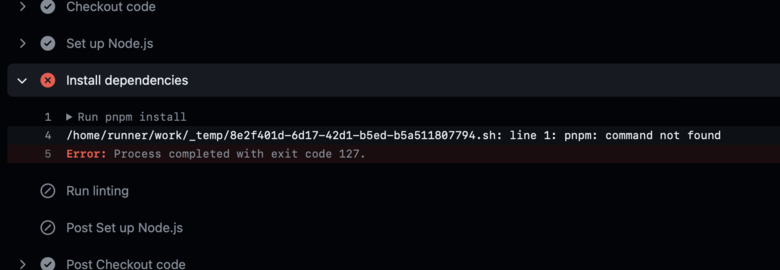 Checkout code
Set up Node.js
Install dependencies
1 Run pnpm install
4 /home/runner/work/_temp/8e2f401d-6d17-42d1-b5ed-b5a511807794.sh: line 1: pnpm: command not found
5 Error: Process completed with exit code 127.
Run linting
Post Set up Node.js
Post Checkout code